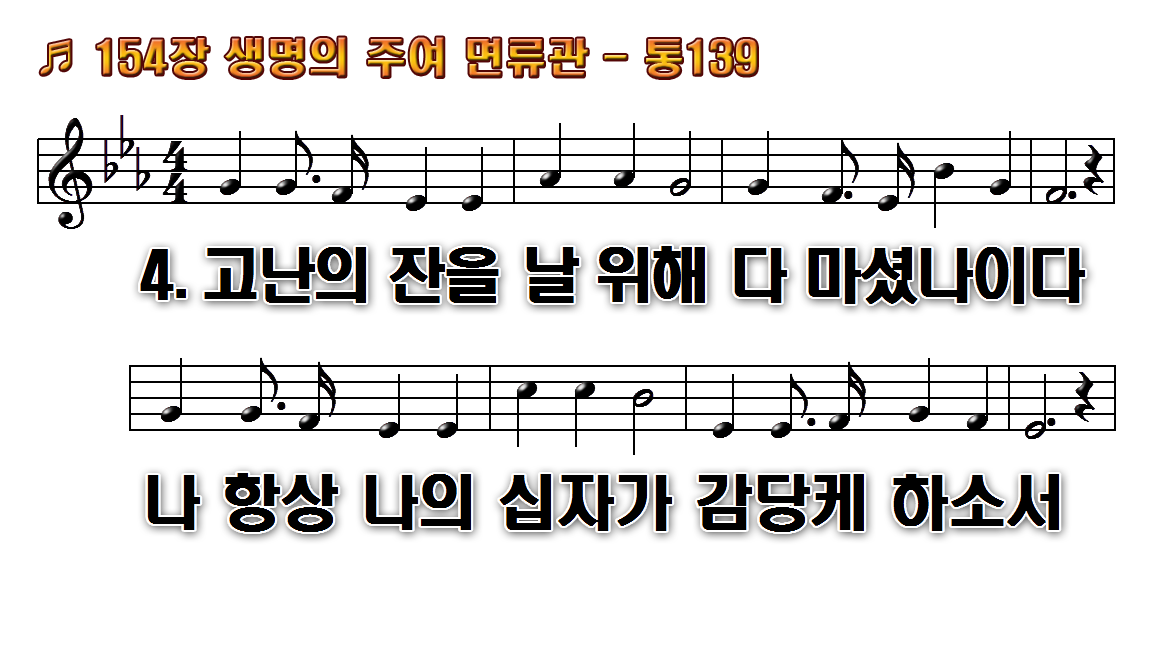 ♬ 154장 생명의 주여 면류관 - 통139
4. 고난의 잔을 날 위해 다 마셨나이다
나 항상 나의 십자가 감당케 하소서